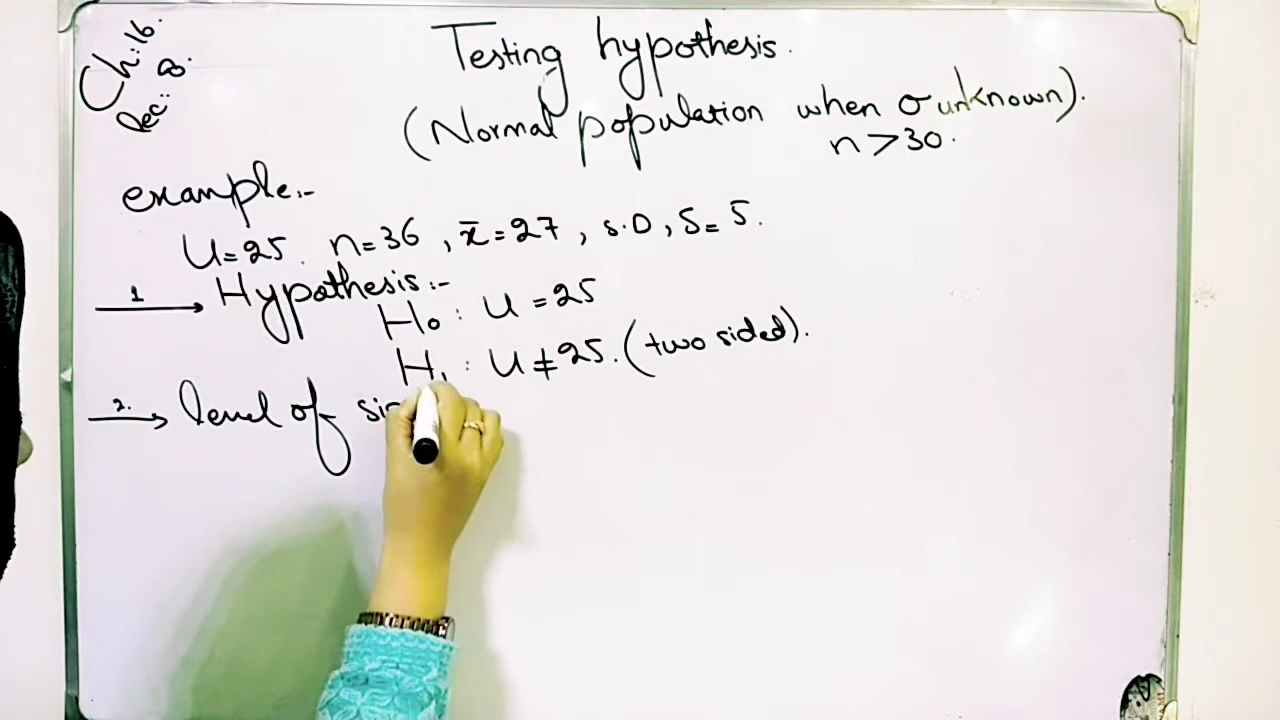 Ch: 16.
Lec: 8.
Testing hypothesis.
(Normal population when σ unknown).
n > 30.
example:-
U = 25. n = 36, x̄ = 27, S.D, S = 5.
1 Hypothesis:-
H₀ : U = 25
H₁ : U ≠ 25. (two sided).
2. level of